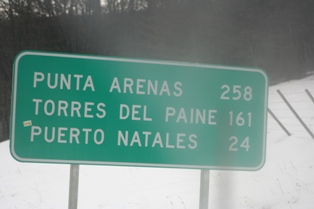 PUNTA ARENAS 258
TORRES DEL PAINE 161
PUERTO NATALES 24